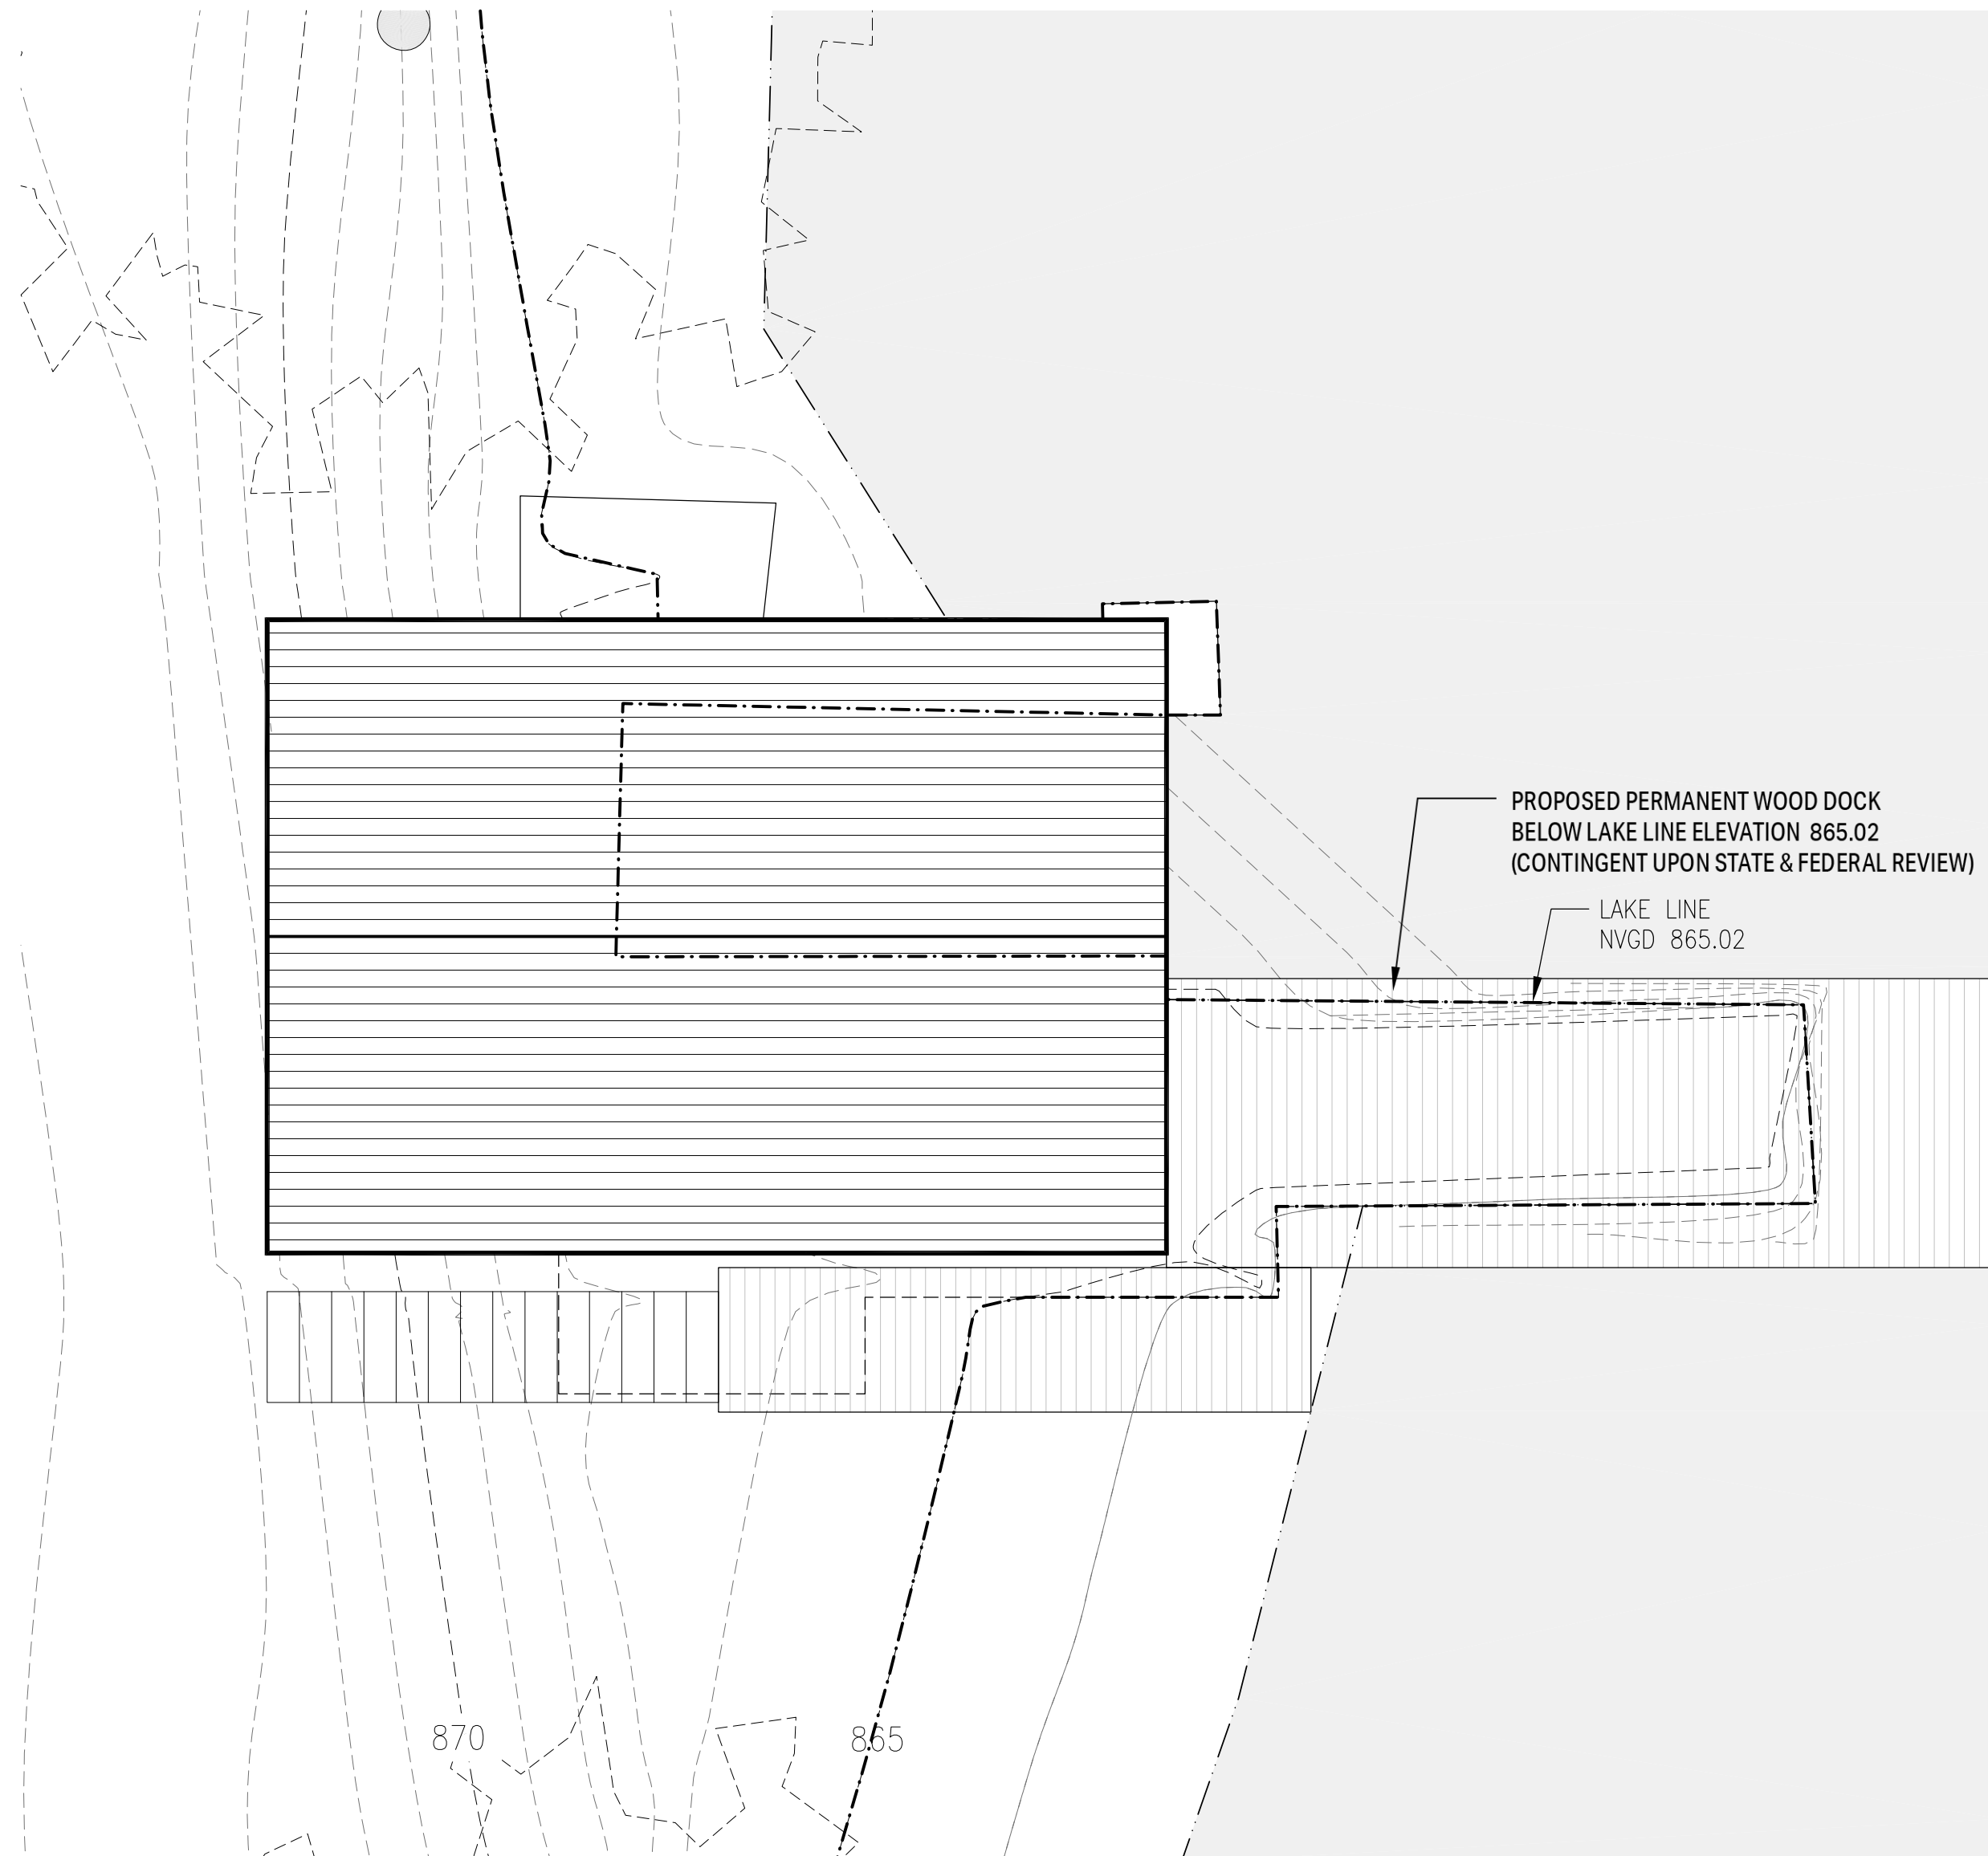 PROPOSED PERMANENT WOOD DOCK
BELOW LAKE LINE ELEVATION 865.02
(CONTINGENT UPON STATE & FEDERAL REVIEW)
LAKE LINE
NVGD 865.02
870
865